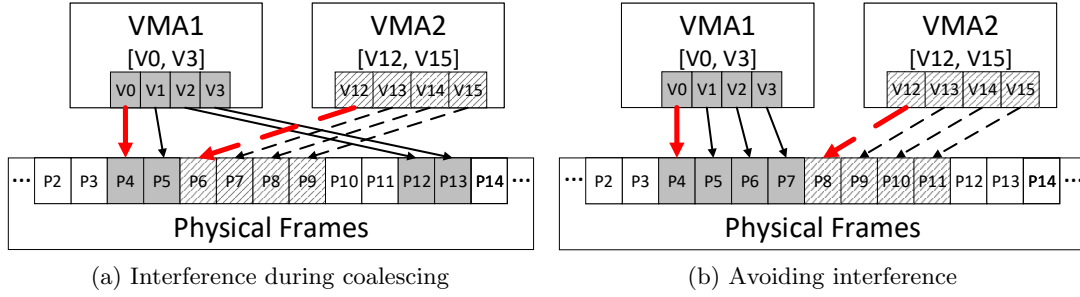 VMA1 VMA2
[V0, V3] [V12, V15]
V0 V1 V2 V3 V12 V13 V14 V15
... P2 P3 P4 P5 P6 P7 P8 P9 P10 P11 P12 P13 P14 ...
Physical Frames
(a) Interference during coalescing
VMA1 VMA2
[V0, V3] [V12, V15]
V0 V1 V2 V3 V12 V13 V14 V15
... P2 P3 P4 P5 P6 P7 P8 P9 P10 P11 P12 P13 P14 ...
Physical Frames
(b) Avoiding interference